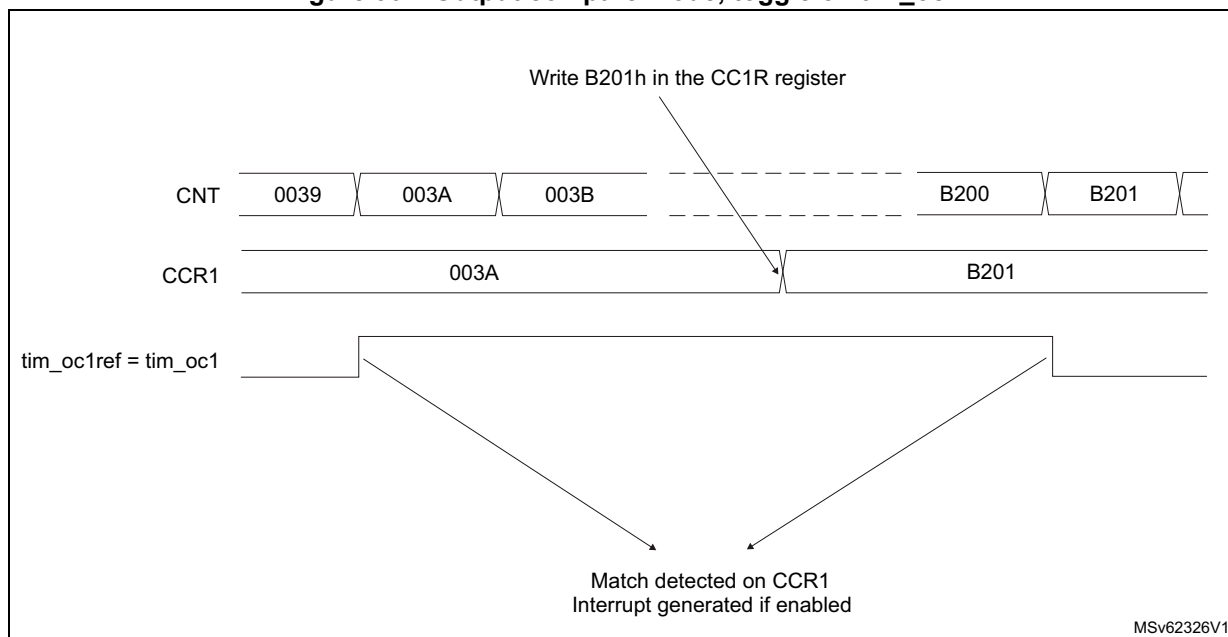 Write B201h in the CC1R register
CNT 0039 003A 003B B200 B201
CCR1 003A B201
tim_oc1ref = tim_oc1
Match detected on CCR1
Interrupt generated if enabled
MSv62326V1